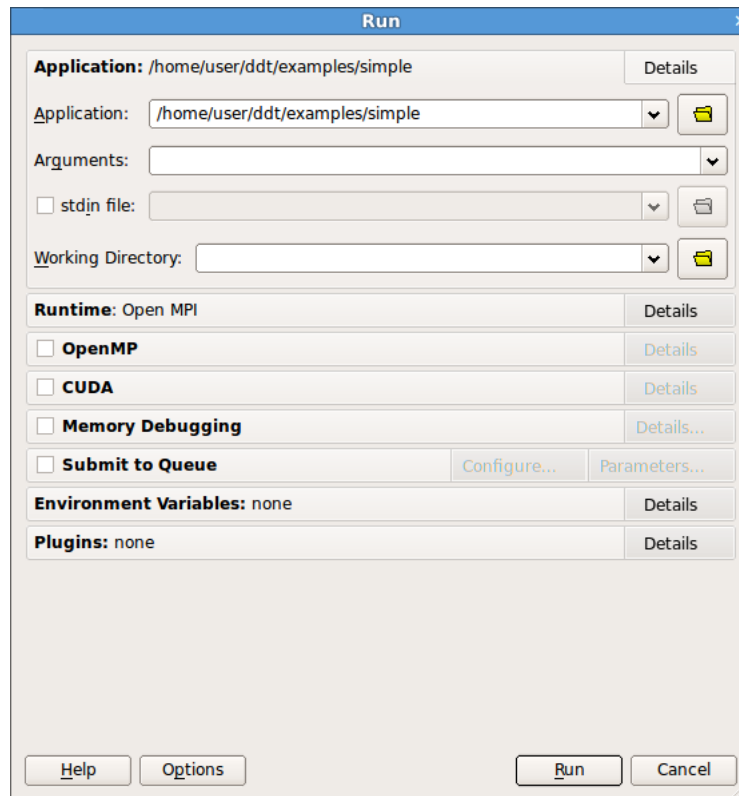 Run
Application: /home/user/ddt/examples/simple Details
Application: /home/user/ddt/examples/simple
Arguments:
stdin file:
Working Directory:
Runtime: Open MPI Details
OpenMP Details
CUDA Details
Memory Debugging Details...
Submit to Queue Configure... Parameters...
Environment Variables: none Details
Plugins: none Details
Help Options Run Cancel